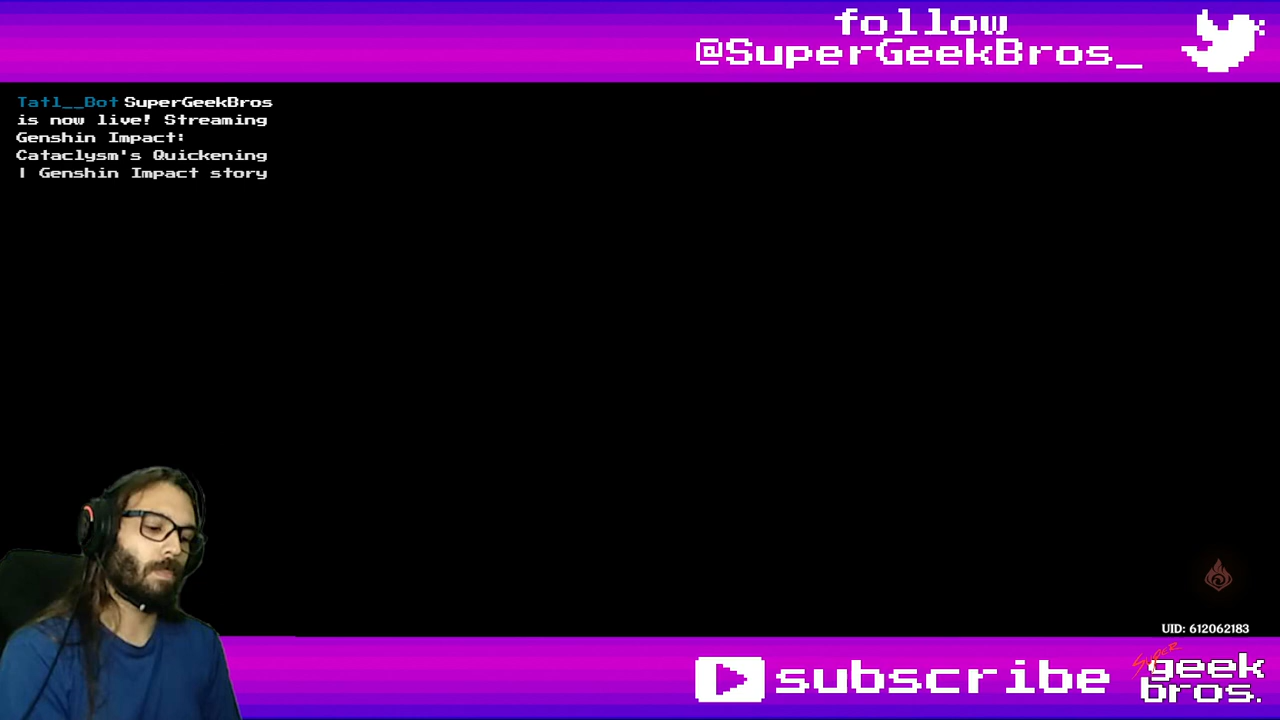 follow
@SuperGeekBros_
Tatl__Bot SuperGeekBros
is now live! Streaming
Genshin Impact:
Cataclysm's Quickening
| Genshin Impact story
UID: 612062183
subscribe
SUPER
geek
bros.